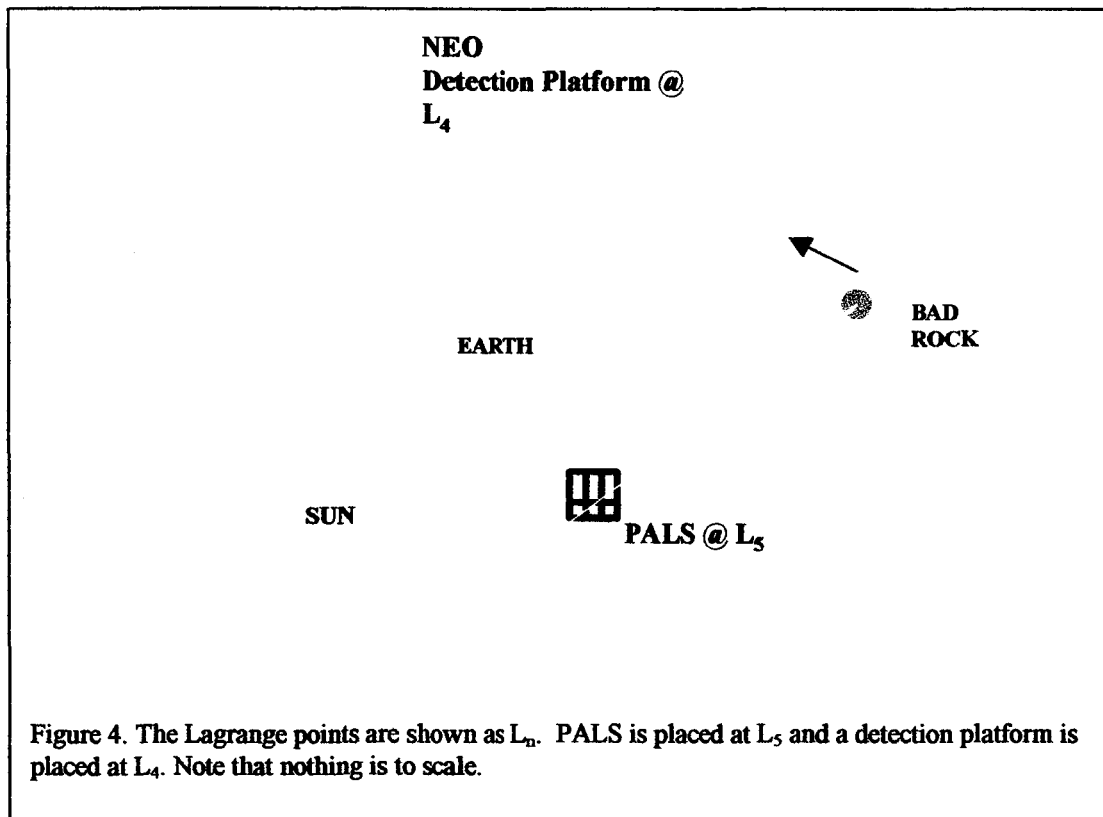 NEO
Detection Platform @
L₄
BAD
ROCK
EARTH
SUN
PALS @ L₅
Figure 4. The Lagrange points are shown as Lₙ. PALS is placed at L₅ and a detection platform is
placed at L₄. Note that nothing is to scale.